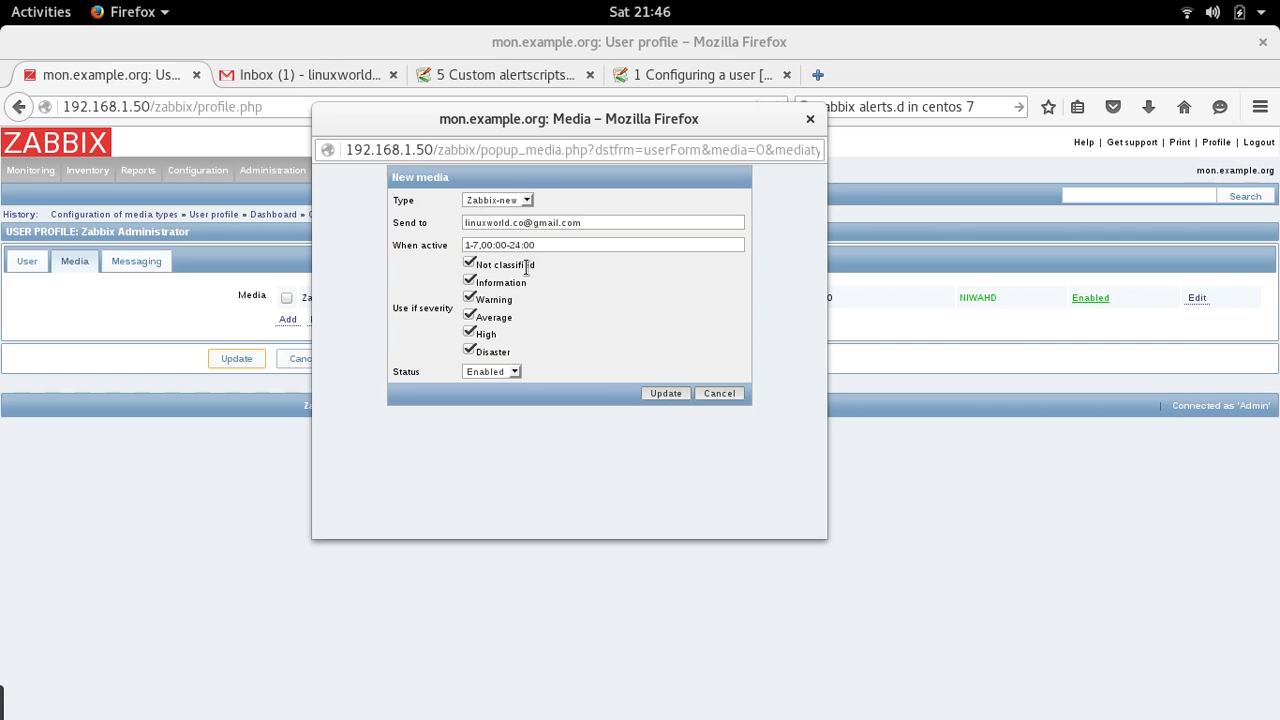 Activities Firefox Sat 21:46
mon.example.org: User profile – Mozilla Firefox
mon.example.org: Us... Inbox (1) - linuxworld... 5 Custom alertscripts... 1 Configuring a user [...
192.168.1.50/zabbix/profile.php abbix alerts.d in centos 7
mon.example.org: Media – Mozilla Firefox
192.168.1.50/zabbix/popup_media.php?dstfrm=userForm&media=0&mediaty
ZABBIX
Help | Get support | Print | Profile | Logout
Monitoring Inventory Reports Configuration Administration mon.example.org
Search
History: Configuration of media types » User profile » Dashboard »
USER PROFILE: Zabbix Administrator
User Media Messaging
Media Za 0 NIWAHD Enabled Edit
Add
Update Canc
Connected as 'Admin'
New media
Type Zabbix-new
Send to linuxworld.co@gmail.com
When active 1-7,00:00-24:00
Use if severity
Not classified
Information
Warning
Average
High
Disaster
Status Enabled
Update Cancel